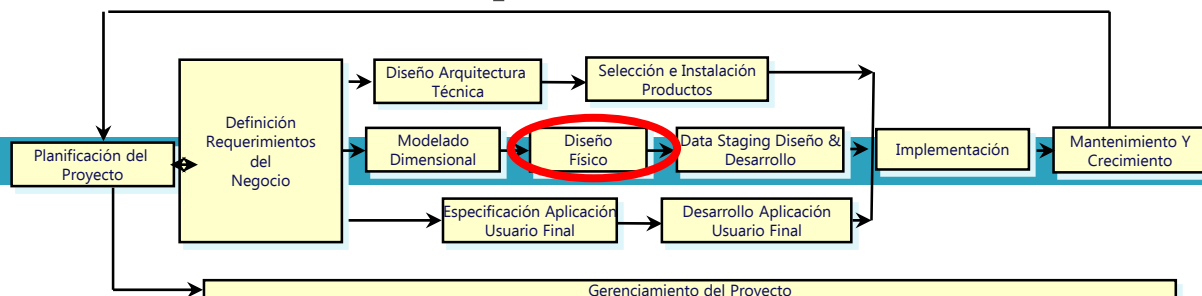 Diseño Arquitectura
Técnica
Selección e Instalación
Productos
Definición
Requerimientos
del
Negocio
Planificación del
Proyecto
Modelado
Dimensional
Diseño
Físico
Data Staging Diseño &
Desarrollo
Implementación
Mantenimiento Y
Crecimiento
Especificación Aplicación
Usuario Final
Desarrollo Aplicación
Usuario Final
Gerenciamiento del Proyecto